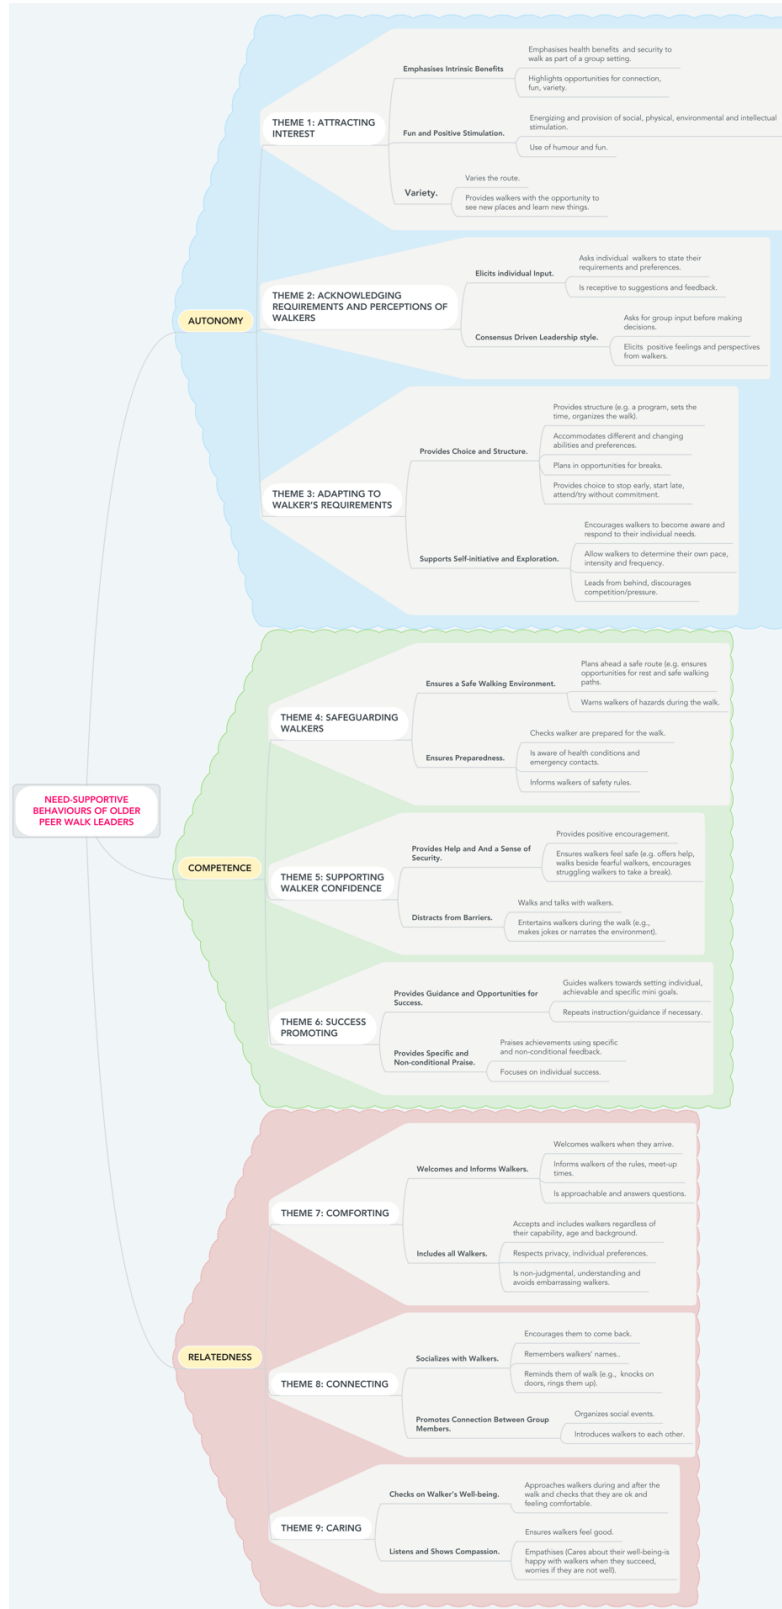 NEED-SUPPORTIVE
BEHAVIOURS OF OLDER
PEER WALK LEADERS
AUTONOMY
THEME 1: ATTRACTING
INTEREST
Emphasises Intrinsic Benefits
Emphasises health benefits and security to
walk as part of a group setting.
Highlights opportunities for connection,
fun, variety.
Fun and Positive Stimulation.
Energizing and provision of social, physical, environmental and intellectual
stimulation.
Use of humour and fun.
Variety.
Varies the route.
Provides walkers with the opportunity to
see new places and learn new things.
THEME 2: ACKNOWLEDGING
REQUIREMENTS AND PERCEPTIONS OF
WALKERS
Elicits individual Input.
Asks individual walkers to state their
requirements and preferences.
Is receptive to suggestions and feedback.
Consensus Driven Leadership style.
Asks for group input before making
decisions.
Elicits positive feelings and perspectives
from walkers.
THEME 3: ADAPTING TO
WALKER'S REQUIREMENTS
Provides Choice and Structure.
Provides structure (e.g. a program, sets the
time, organizes the walk).
Accommodates different and changing
abilities and preferences.
Plans in opportunities for breaks.
Provides choice to stop early, start late,
attend/try without commitment.
Supports Self-initiative and Exploration.
Encourages walkers to become aware and
respond to their individual needs.
Allow walkers to determine their own pace,
intensity and frequency.
Leads from behind, discourages
competition/pressure.
COMPETENCE
THEME 4: SAFEGUARDING
WALKERS
Ensures a Safe Walking Environment.
Plans ahead a safe route (e.g. ensures
opportunities for rest and safe walking
paths.
Warns walkers of hazards during the walk.
Ensures Preparedness.
Checks walker are prepared for the walk.
Is aware of health conditions and
emergency contacts.
Informs walkers of safety rules.
THEME 5: SUPPORTING
WALKER CONFIDENCE
Provides Help and And a Sense of
Security.
Provides positive encouragement.
Ensures walkers feel safe (e.g. offers help,
walks beside fearful walkers, encourages
struggling walkers to take a break).
Distracts from Barriers.
Walks and talks with walkers.
Entertains walkers during the walk (e.g.,
makes jokes or narrates the environment).
THEME 6: SUCCESS
PROMOTING
Provides Guidance and Opportunities for
Success.
Guides walkers towards setting individual,
achievable and specific mini goals.
Repeats instruction/guidance if necessary.
Provides Specific and
Non-conditional Praise.
Praises achievements using specific
and non-conditional feedback.
Focuses on individual success.
RELATEDNESS
THEME 7: COMFORTING
Welcomes and Informs Walkers.
Welcomes walkers when they arrive.
Informs walkers of the rules, meet-up
times.
Is approachable and answers questions.
Includes all Walkers.
Accepts and includes walkers regardless of
their capability, age and background.
Respects privacy, individual preferences.
Is non-judgmental, understanding and
avoids embarrassing walkers.
THEME 8: CONNECTING
Socializes with Walkers.
Encourages them to come back.
Remembers walkers' names..
Reminds them of walk (e.g., knocks on
doors, rings them up).
Promotes Connection Between Group
Members.
Organizes social events.
Introduces walkers to each other.
THEME 9: CARING
Checks on Walker's Well-being.
Approaches walkers during and after the
walk and checks that they are ok and
feeling comfortable.
Listens and Shows Compassion.
Ensures walkers feel good.
Empathises (Cares about their well-being-is
happy with walkers when they succeed,
worries if they are not well).